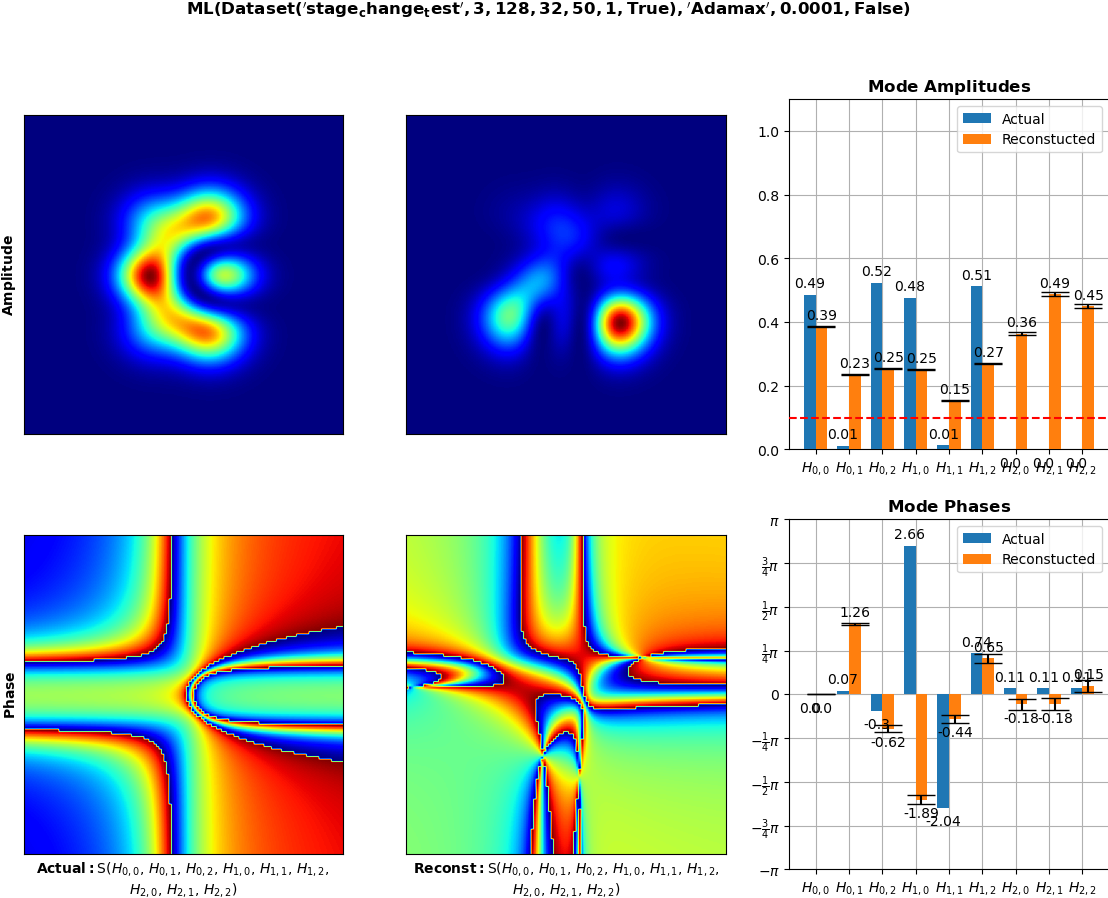 ML(Dataset('stage_change_test', 3, 128, 32, 50, 1, True), 'Adamax', 0.0001, False)
Amplitude
Mode Amplitudes
Actual
Reconstucted
1.0
0.8
0.6
0.4
0.2
0.0
0.49
0.39
0.01
0.23
0.52
0.25
0.48
0.25
0.01
0.15
0.51
0.27
0.0
0.36
0.0
0.49
0.0
0.45
H0,0 H0,1 H0,2 H1,0 H1,1 H1,2 H2,0 H2,1 H2,2
Phase
Mode Phases
Actual
Reconstucted
π
3/4π
1/2π
1/4π
0
−1/4π
−1/2π
−3/4π
−π
0.0
0.07
1.26
-0.3
-0.62
2.66
-1.89
-2.04
-0.44
0.74
0.65
0.11
-0.18
0.11
-0.18
0.15
H0,0 H0,1 H0,2 H1,0 H1,1 H1,2 H2,0 H2,1 H2,2
Actual: S(H0,0, H0,1, H0,2, H1,0, H1,1, H1,2,
H2,0, H2,1, H2,2)
Reconst: S(H0,0, H0,1, H0,2, H1,0, H1,1, H1,2,
H2,0, H2,1, H2,2)